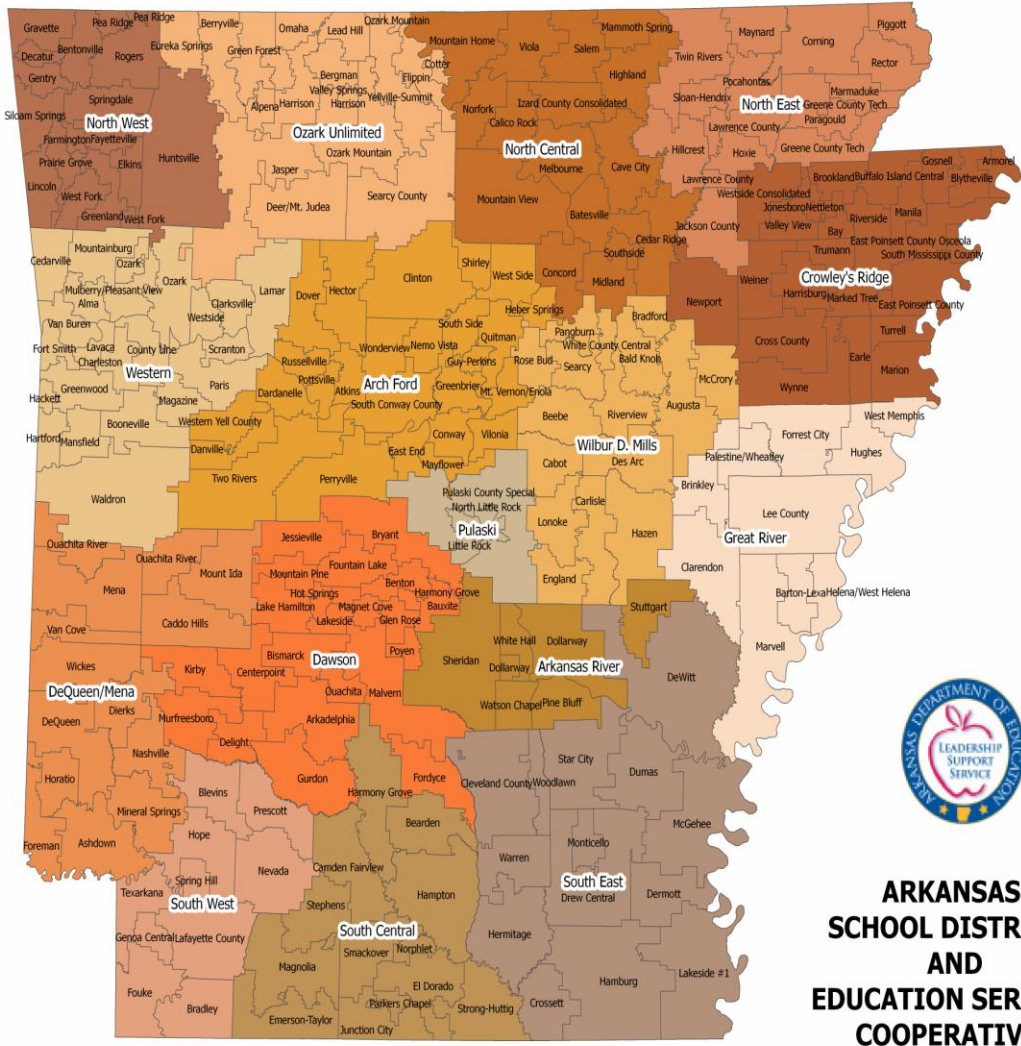 Gravette
Pea Ridge
Pea Ridge
Berryville
Omaha
Lead Hill
Ozark Mountain
Mammoth Spring
Piggott
Decatur
Bentonville
Rogers
Eureka Springs
Green Forest
Cotter
Mountain Home
Viola
Salem
Maynard
Corning
Gentry
Bergman
Flippin
Highland
Twin Rivers
Rector
Springdale
Alpena
Harrison
Valley Springs
Harrison
Yellville-Summit
Norfork
Izard County Consolidated
Sloan-Hendrix
Pocahontas
Marmaduke
Siloam Springs
North West
Ozark Unlimited
Calico Rock
North East
Greene County Tech
Paragould
Farmington
Fayetteville
Ozark Mountain
North Central
Lawrence County
Prairie Grove
Elkins
Huntsville
Jasper
Melbourne
Cave City
Hillcrest
Hoxie
Greene County Tech
Lincoln
West Fork
Deer/Mt. Judea
Searcy County
Mountain View
Lawrence County
Brookland
Buffalo Island Central
Gosnell
Armorel
Blytheville
Greenland
West Fork
Batesville
Westside Consolidated
Jonesboro
Nettleton
Riverside
Manila
Cedarville
Mountainburg
Ozark
Cedar Ridge
Jackson County
Valley View
Bay
Mulberry/Pleasant View
Ozark
Lamar
Clinton
Shirley
West Side
Southside
Trumann
East Poinsett County
Osceola
South Mississippi County
Alma
Clarksville
Dover
Hector
Concord
Midland
Weiner
Crowley's Ridge
Van Buren
Westside
Heber Springs
Newport
Harrisburg
Marked Tree
East Poinsett County
Fort Smith
Lavaca
County Line
Scranton
South Side
Quitman
Pangburn
Bradford
Turrell
Charleston
Western
Russellville
Wonderview
Nemo Vista
Guy-Perkins
Rose Bud
White County Central
Searcy
Bald Knob
Cross County
Earle
Marion
Hackett
Greenwood
Paris
Pottsville
Atkins
Arch Ford
Greenbrier
Mt. Vernon/Enola
McCrory
Wynne
Magazine
Dardanelle
South Conway County
Beebe
Riverview
Augusta
Hartford
Mansfield
Booneville
Western Yell County
Conway
Vilonia
Wilbur D. Mills
West Memphis
Danville
East End
Mayflower
Cabot
Des Arc
Palestine/Wheatley
Forrest City
Hughes
Waldron
Two Rivers
Perryville
Pulaski County Special
North Little Rock
Carlisle
Brinkley
Pulaski
Lonoke
Hazen
Lee County
Ouachita River
Ouachita River
Jessieville
Bryant
Little Rock
Great River
Mena
Mount Ida
Mountain Pine
Fountain Lake
Benton
England
Clarendon
Hot Springs
Harmony Grove
Bauxite
Stuttgart
Barton-Lexa
Helena/West Helena
Van Cove
Caddo Hills
Lake Hamilton
Lakeside
Magnet Cove
Glen Rose
White Hall
Dollarway
Marvell
Wickes
Kirby
Centerpoint
Bismarck
Dawson
Poyen
Sheridan
Dollarway
Arkansas River
DeWitt
DeQueen/Mena
Ouachita
Malvern
Watson Chapel
Pine Bluff
DeQueen
Dierks
Murfreesboro
Delight
Arkadelphia
Nashville
Gurdon
Harmony Grove
Fordyce
Cleveland County
Woodlawn
Star City
Dumas
Horatio
Blevins
Prescott
Mineral Springs
Bearden
McGehee
Foreman
Ashdown
Hope
Nevada
Camden Fairview
Warren
Monticello
Texarkana
Spring Hill
South West
Stephens
Hampton
South East
Drew Central
Dermott
Genoa Central
Lafayette County
South Central
Smackover
Norphlet
Hermitage
Magnolia
El Dorado
Hamburg
Lakeside #1
Fouke
Bradley
Emerson-Taylor
Parkers Chapel
Junction City
Strong-Huttig
Crossett
ARKANSAS DEPARTMENT OF EDUCATION
LEADERSHIP
SUPPORT
SERVICE
ARKANSAS
SCHOOL DISTR
AND
EDUCATION SER
COOPERATIV